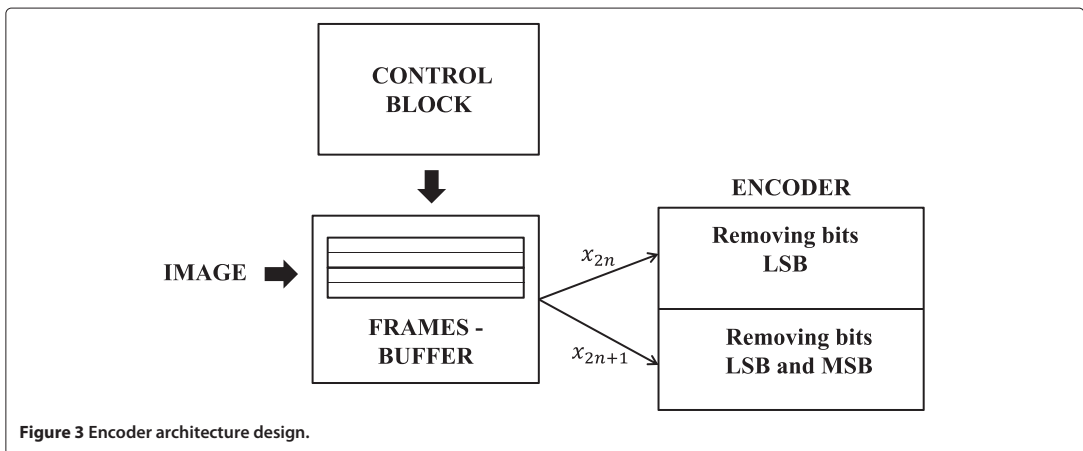 CONTROL
BLOCK
ENCODER
Removing bits
LSB
x_{2n}
IMAGE
FRAMES -
BUFFER
x_{2n+1}
Removing bits
LSB and MSB
Figure 3 Encoder architecture design.